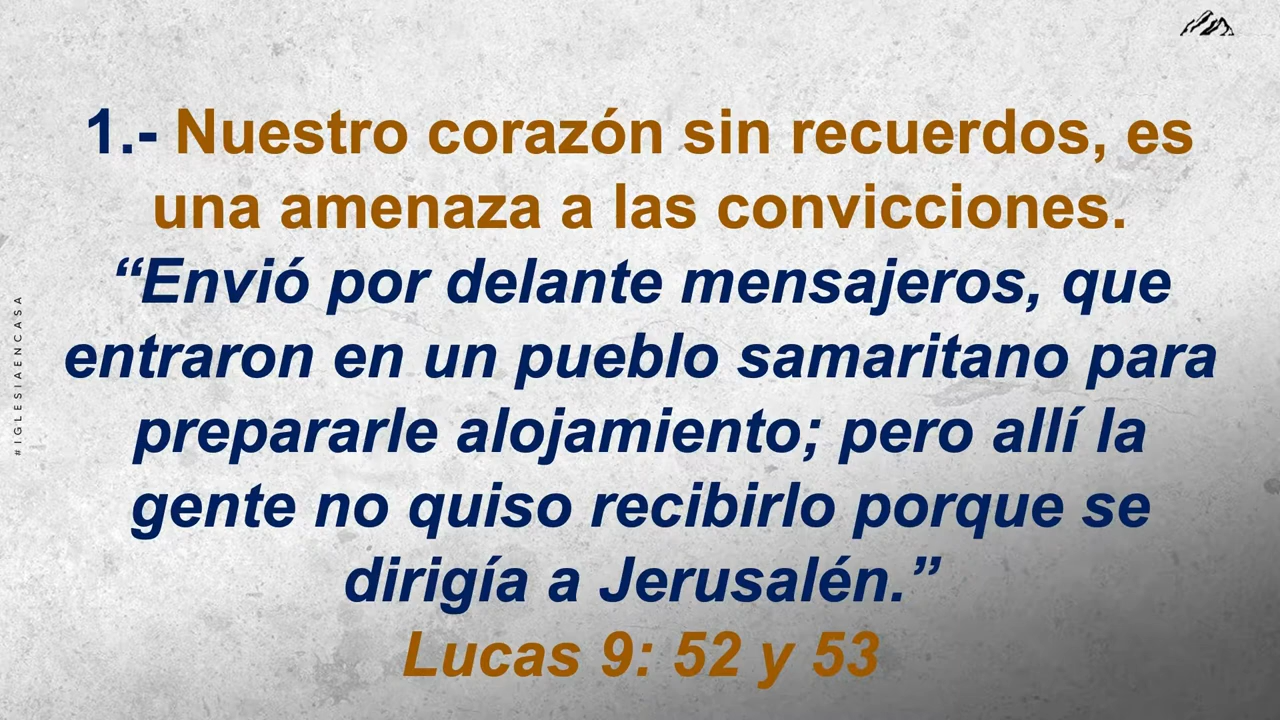 1.- Nuestro corazón sin recuerdos, es
una amenaza a las convicciones.
“Envió por delante mensajeros, que
entraron en un pueblo samaritano para
prepararle alojamiento; pero allí la
gente no quiso recibirlo porque se
dirigía a Jerusalén.”
Lucas 9: 52 y 53
#IGLESIAENCASA